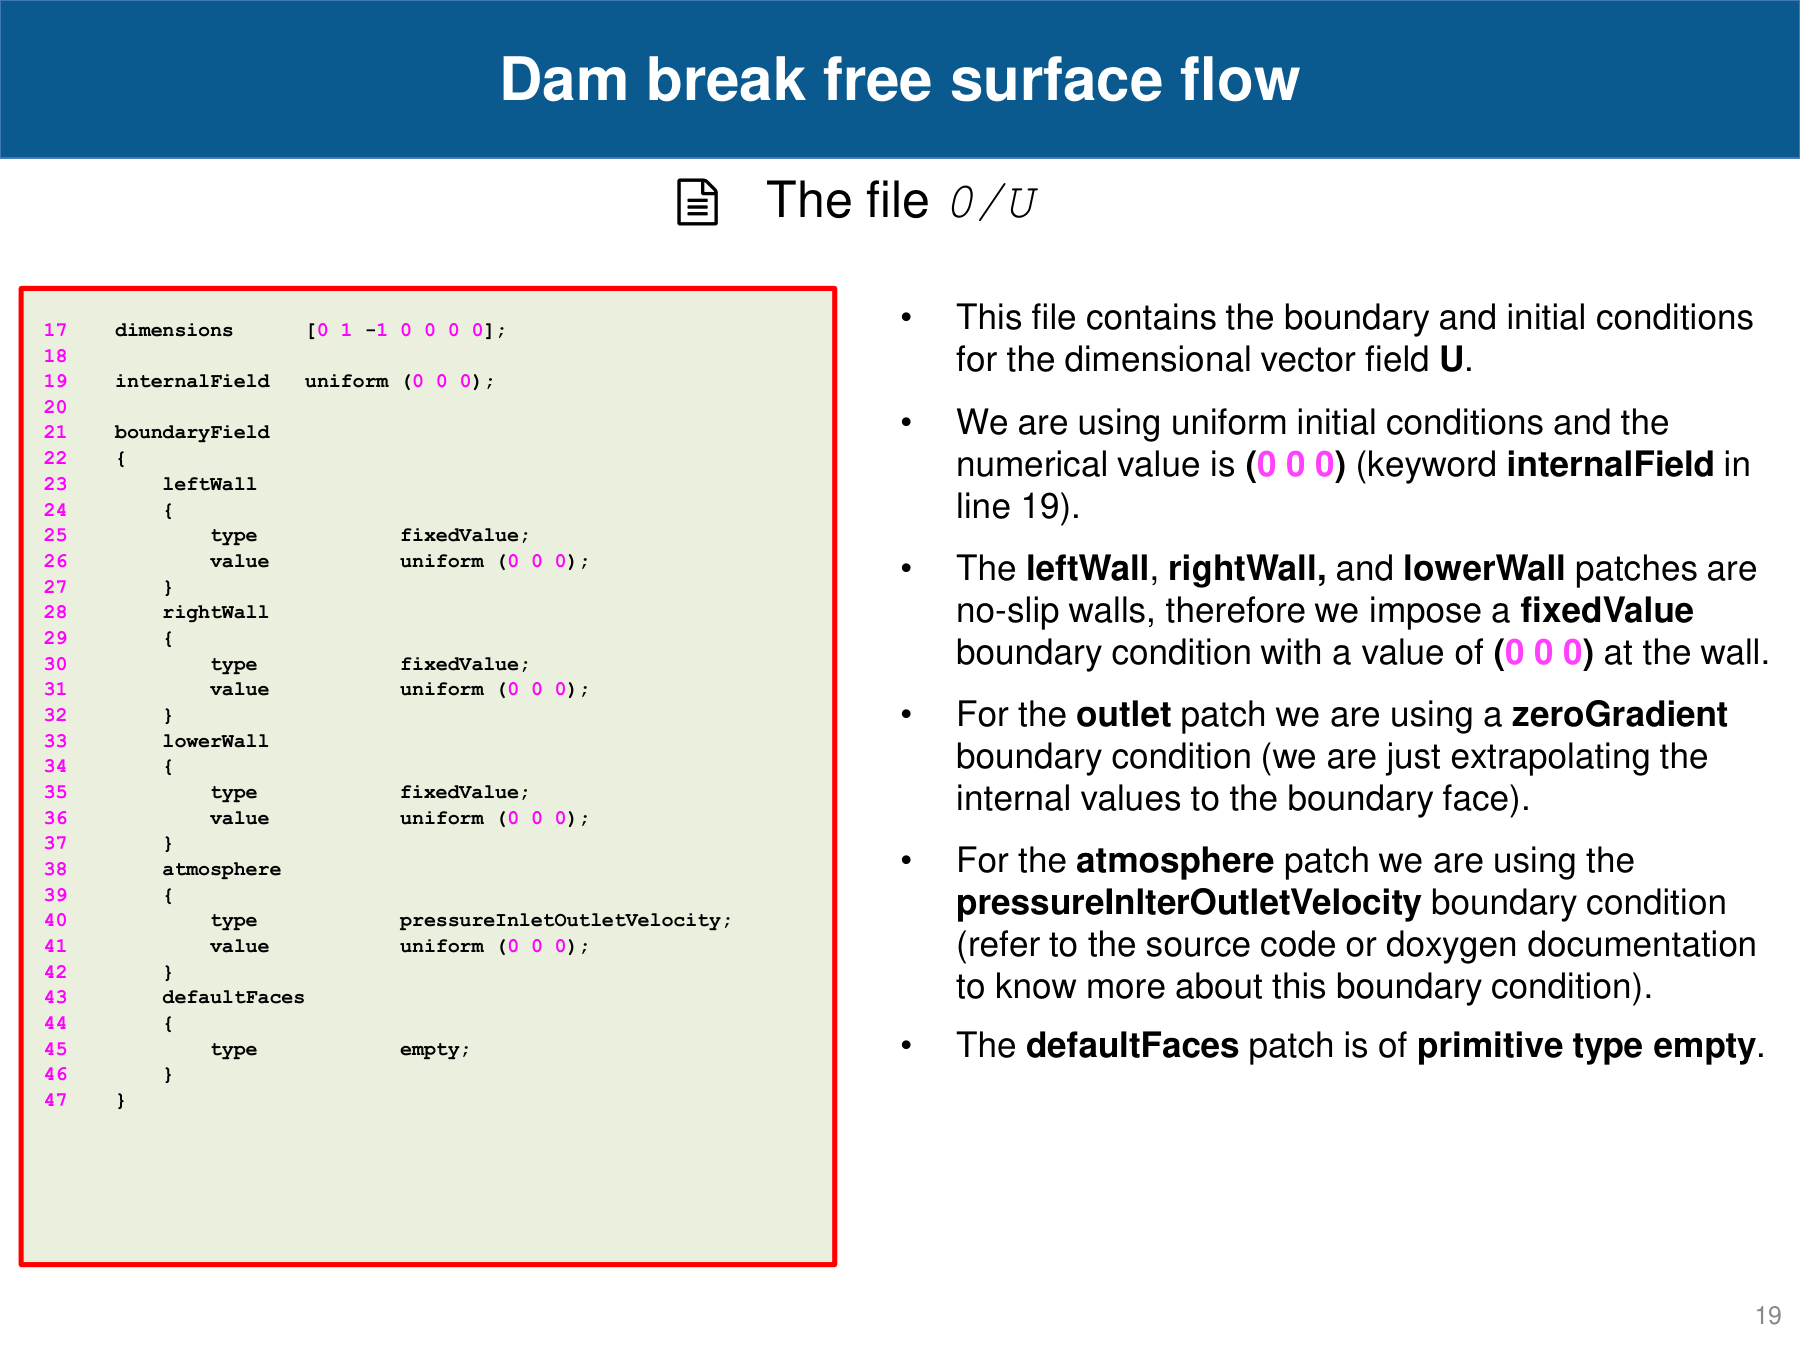 Dam break free surface flow
The file 0/U
17    dimensions      [0 1 -1 0 0 0 0];
18
19    internalField   uniform (0 0 0);
20
21    boundaryField
22    {
23        leftWall
24        {
25            type            fixedValue;
26            value           uniform (0 0 0);
27        }
28        rightWall
29        {
30            type            fixedValue;
31            value           uniform (0 0 0);
32        }
33        lowerWall
34        {
35            type            fixedValue;
36            value           uniform (0 0 0);
37        }
38        atmosphere
39        {
40            type            pressureInletOutletVelocity;
41            value           uniform (0 0 0);
42        }
43        defaultFaces
44        {
45            type            empty;
46        }
47    }
• This file contains the boundary and initial conditions
for the dimensional vector field U.
• We are using uniform initial conditions and the
numerical value is (0 0 0) (keyword internalField in
line 19).
• The leftWall, rightWall, and lowerWall patches are
no-slip walls, therefore we impose a fixedValue
boundary condition with a value of (0 0 0) at the wall.
• For the outlet patch we are using a zeroGradient
boundary condition (we are just extrapolating the
internal values to the boundary face).
• For the atmosphere patch we are using the
pressureInlterOutletVelocity boundary condition
(refer to the source code or doxygen documentation
to know more about this boundary condition).
• The defaultFaces patch is of primitive type empty.
19